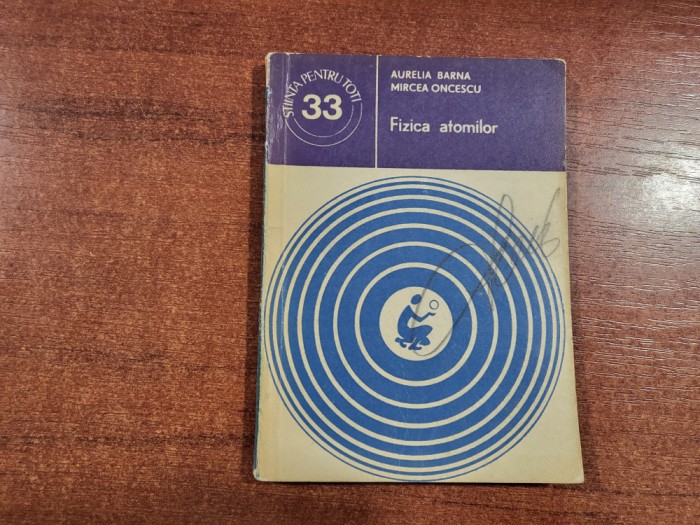 ȘTIINȚA PENTRU TOȚI
33
AURELIA BARNA
MIRCEA ONCESCU
Fizica atomilor